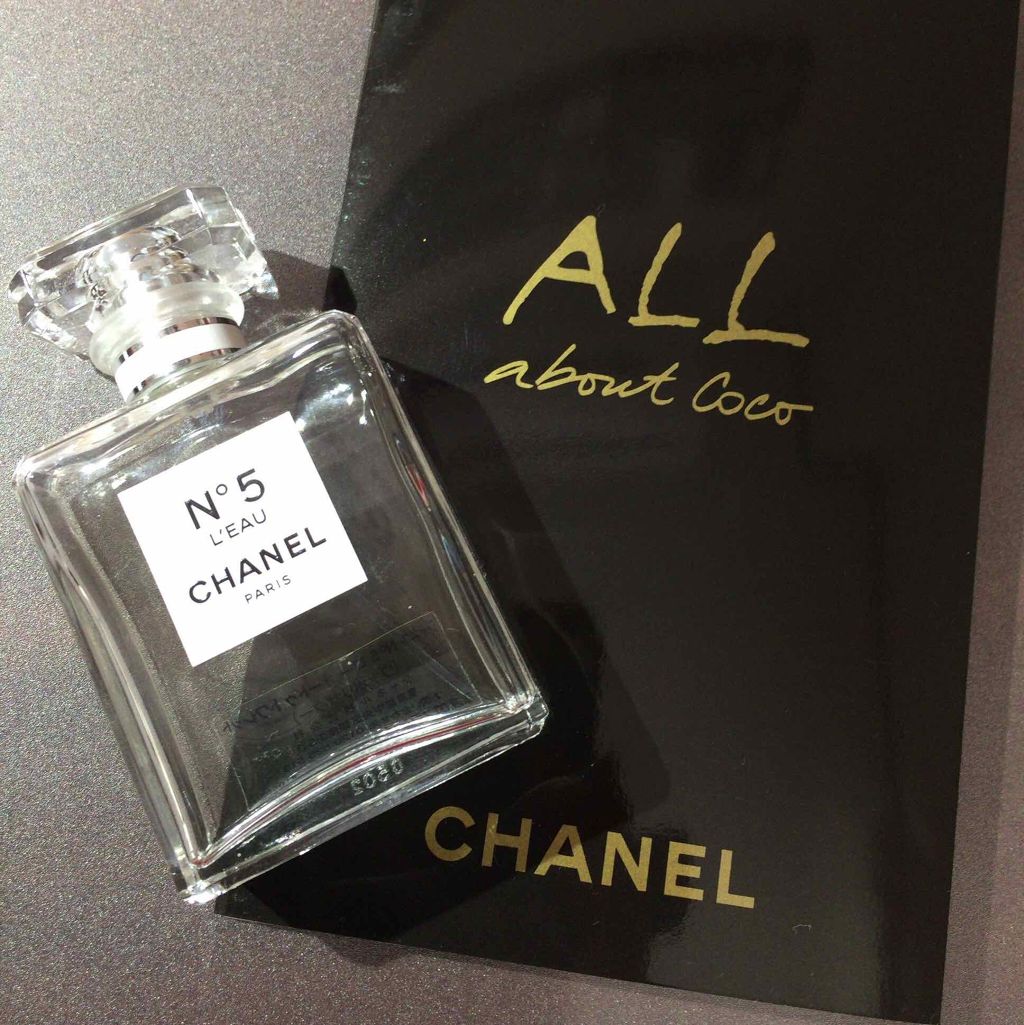 N°5
L'EAU
CHANEL
PARIS
ALL
about Coco
CHANEL